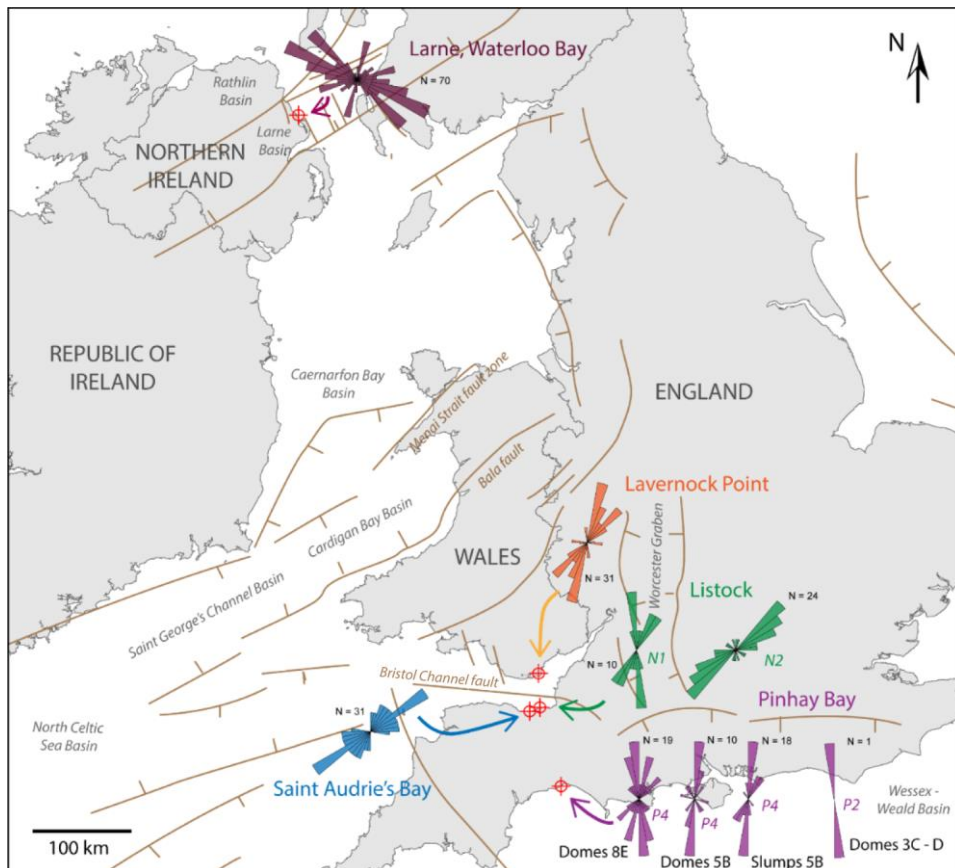 Larne, Waterloo Bay
N
N = 70
Rathlin
Basin
Larne
Basin
NORTHERN
IRELAND
REPUBLIC OF
IRELAND
ENGLAND
Caernarfon Bay
Basin
Menai Strait fault zone
Bala fault
Cardigan Bay Basin
Saint George's Channel Basin
Lavernock Point
WALES
N = 31
Worcester Graben
Listock
N = 24
N1
N2
N = 10
Bristol Channel fault
Pinhay Bay
North Celtic
Sea Basin
N = 31
Saint Audrie's Bay
N = 19
N = 10
N = 18
N = 1
P4
P4
P4
P2
Wessex -
Weald Basin
100 km
Domes 8E
Domes 5B
Slumps 5B
Domes 3C - D